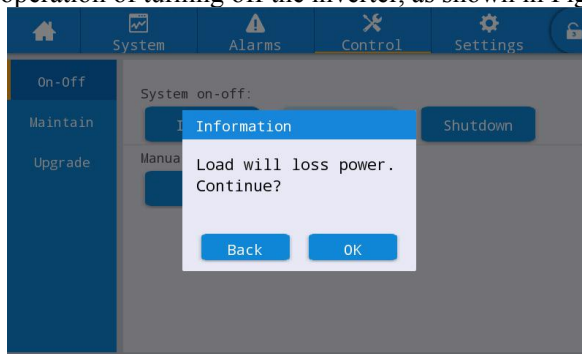 operation of turning off the inverter, as shown in Fig
System
Alarms
Control
Settings
On-Off
Maintain
Upgrade
System on-off:
Shutdown
Information
Load will loss power.
Continue?
Back
OK